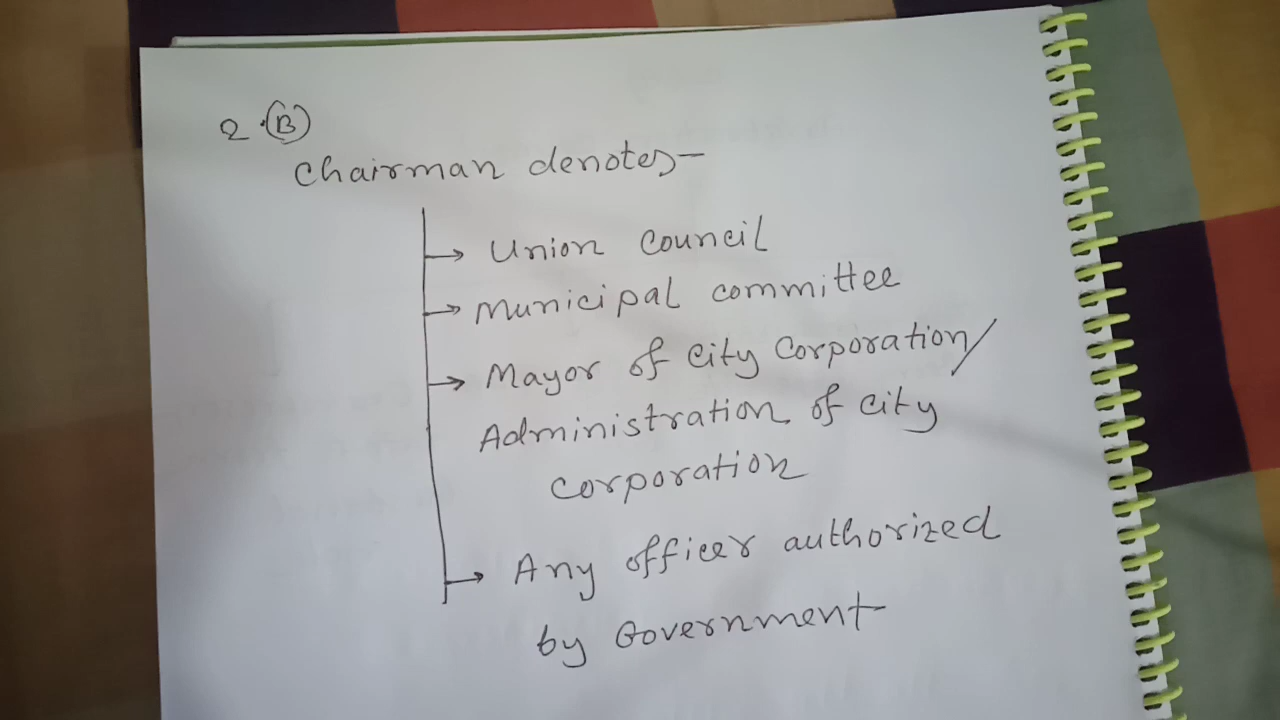 2. (B)
Chairman denotes-
→ Union Council
→ Municipal committee
→ Mayor of City Corporation/
Administration of city
corporation
→ Any officer authorized
by Government